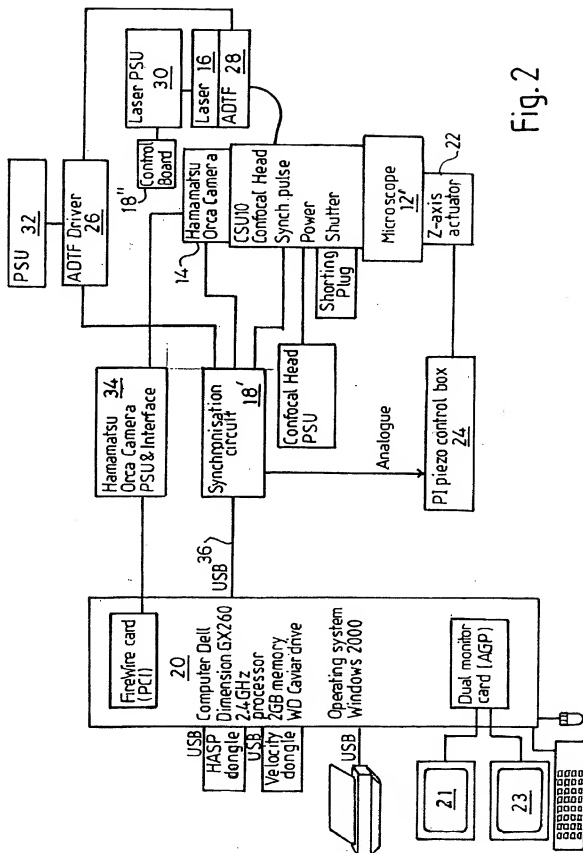 PSU
32
ADTF Driver
26
Laser PSU
30
Control
Board
18''
Laser
16
ADTF
28
Hamamatsu
Orca Camera
PSU & Interface
34
Hamamatsu
Orca Camera
14
CSU10
Confocal Head
Synch. pulse
Power
Shutter
Shorting
Plug
Confocal Head
PSU
Microscope
12'
Z-axis
actuator
22
Synchronisation
circuit
18'
Analogue
PI piezo control box
24
USB
36
FireWire card
(PCI)
20
Computer Dell
Dimension GX260
2.4 GHz
processor
2GB memory
WD Caviar drive
Operating system
Windows 2000
Dual monitor
card (AGP)
USB
HASP
dongle
USB
Velocity
dongle
USB
21
23
Fig. 2